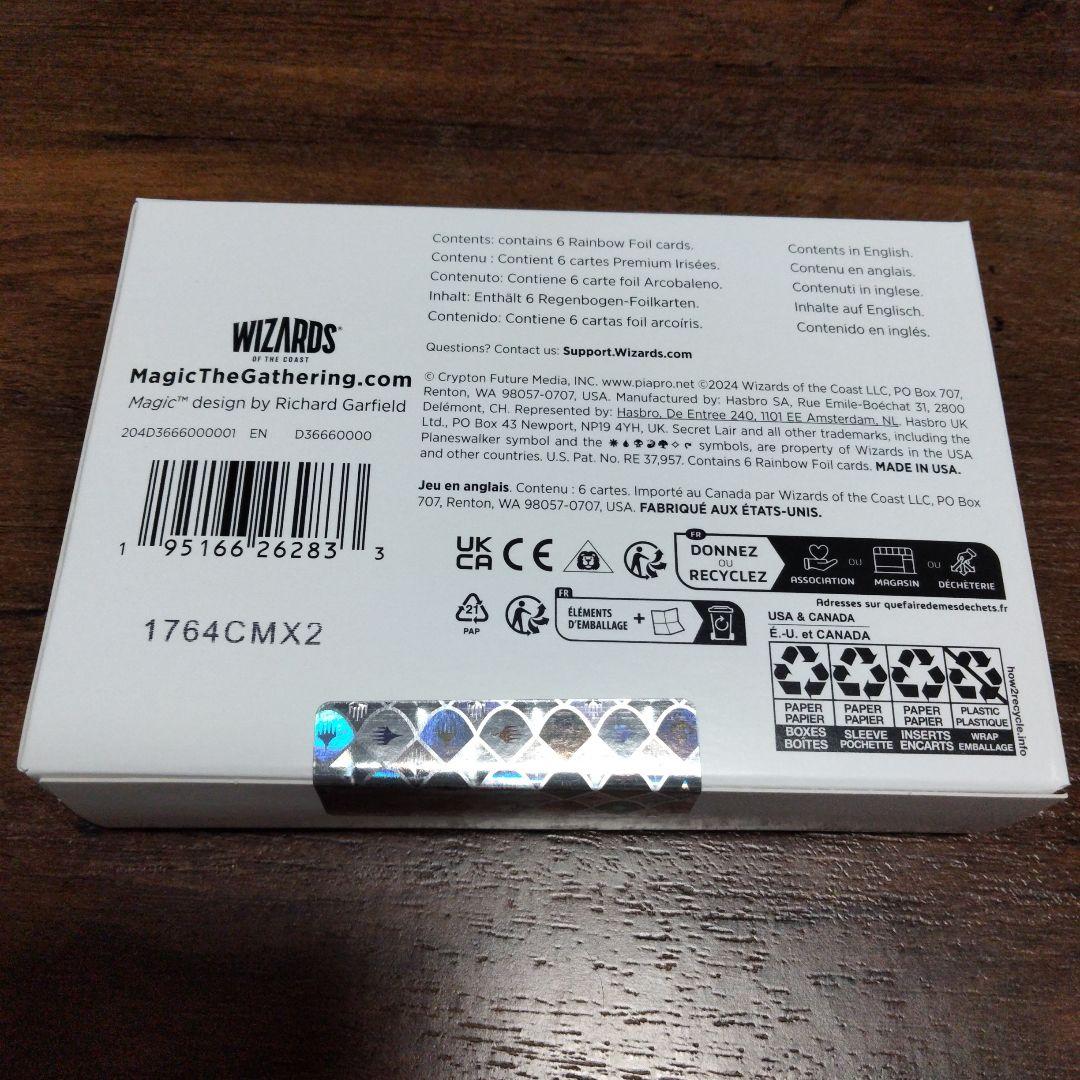 WIZARDS®
OF THE COAST
MagicTheGathering.com
Magic™ design by Richard Garfield
204D3666000001 EN D36660000
1 95166 26283 3
1764CMX2
Contents: contains 6 Rainbow Foil cards.
Contenu : Contient 6 cartes Premium Irisées.
Contenuto: Contiene 6 carte foil Arcobaleno.
Inhalt: Enthält 6 Regenbogen-Foilkarten.
Contenido: Contiene 6 cartas foil arcoíris.
Contents in English.
Contenu en anglais.
Contenuti in inglese.
Inhalte auf Englisch.
Contenido en inglés.
Questions? Contact us: Support.Wizards.com
© Crypton Future Media, INC. www.piapro.net ©2024 Wizards of the Coast LLC, PO Box 707,
Renton, WA 98057-0707, USA. Manufactured by: Hasbro SA, Rue Emile-Boéchat 31, 2800
Delémont, CH. Represented by: Hasbro, De Entree 240, 1101 EE Amsterdam, NL. Hasbro UK
Ltd., PO Box 43 Newport, NP19 4YH, UK. Secret Lair and all other trademarks, including the
Planeswalker symbol and the symbols, are property of Wizards in the USA
and other countries. U.S. Pat. No. RE 37,957. Contains 6 Rainbow Foil cards. MADE IN USA.
Jeu en anglais. Contenu : 6 cartes. Importé au Canada par Wizards of the Coast LLC, PO Box
707, Renton, WA 98057-0707, USA. FABRIQUÉ AUX ÉTATS-UNIS.
UK
CA
CE
FR
DONNEZ
OU
RECYCLEZ
ASSOCIATION OU MAGASIN OU DÉCHÈTERIE
Adresses sur quefairedemesdechets.fr
21
PAP
FR
ÉLÉMENTS
D'EMBALLAGE +
USA & CANADA
É.-U. et CANADA
PAPER PAPER PAPER PLASTIC
PAPIER PAPIER PAPIER PLASTIQUE
BOXES SLEEVE INSERTS WRAP
BOÎTES POCHETTE ENCARTS EMBALLAGE
how2recycle.info